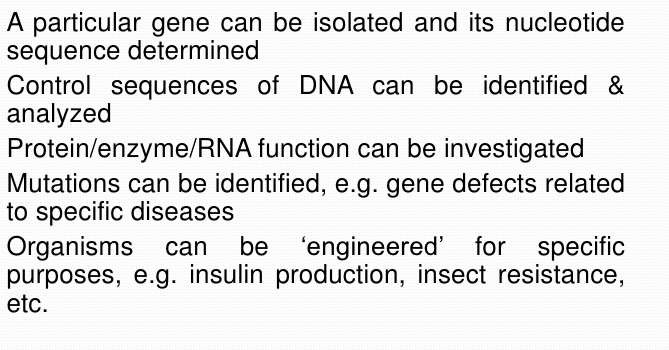 A particular gene can be isolated and its nucleotide
sequence determined
Control sequences of DNA can be identified &
analyzed
Protein/enzyme/RNA function can be investigated
Mutations can be identified, e.g. gene defects related
to specific diseases
Organisms can be ‘engineered’ for specific
purposes, e.g. insulin production, insect resistance,
etc.